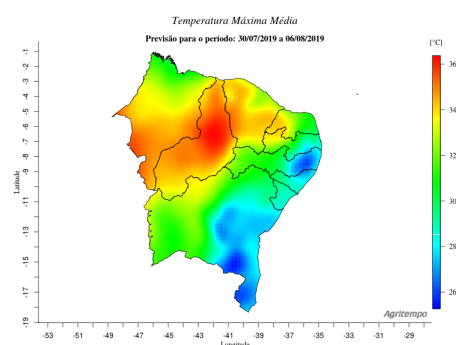 Temperatura Máxima Média
Previsão para o período: 30/07/2019 a 06/08/2019
[°C]
-1
-2
-3
-4
-5
-6
-7
-8
-9
-11
-13
-15
-17
-19
Latitude
36
34
32
30
28
26
Agritempo
-53 -51 -49 -47 -45 -43 -41 -39 -37 -35 -33 -31 -29
Longitude